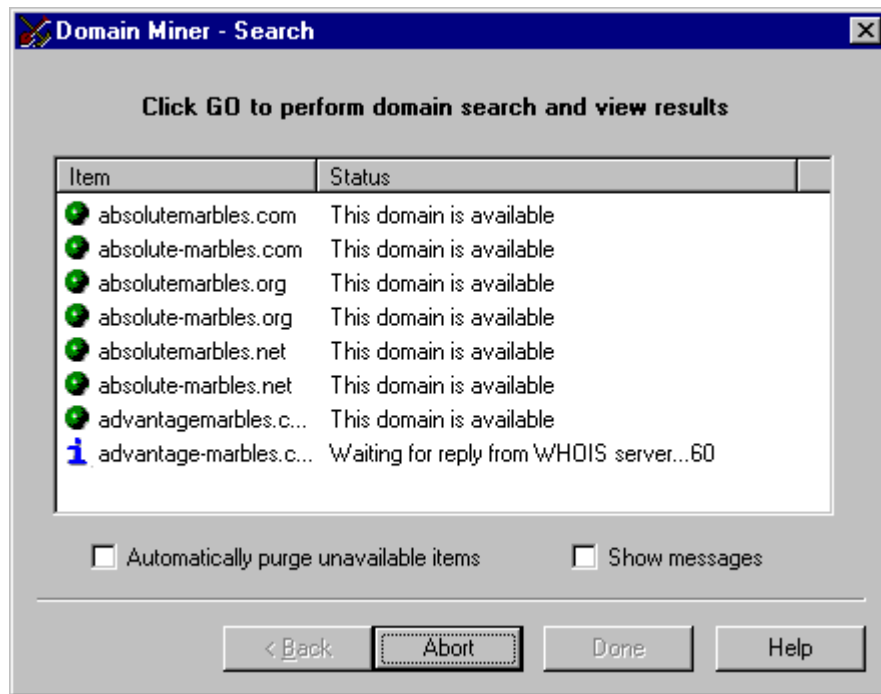 Domain Miner - Search
Click GO to perform domain search and view results
Item Status
absolutemarbles.com This domain is available
absolute-marbles.com This domain is available
absolutemarbles.org This domain is available
absolute-marbles.org This domain is available
absolutemarbles.net This domain is available
absolute-marbles.net This domain is available
advantagemarbles.c... This domain is available
advantage-marbles.c... Waiting for reply from WHOIS server...60
Automatically purge unavailable items Show messages
< Back Abort Done Help